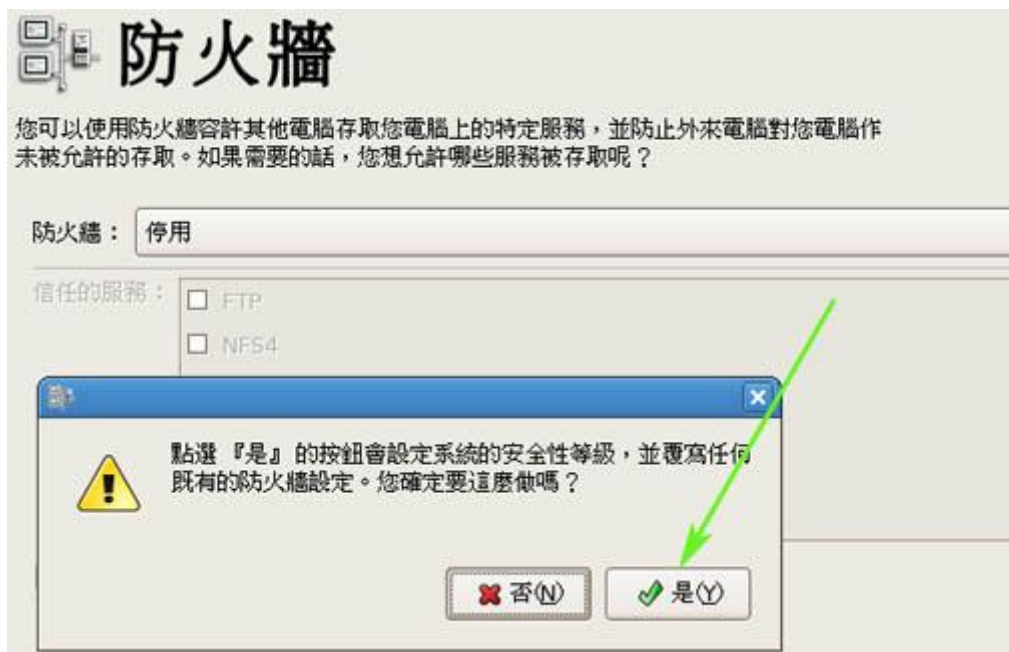 防火牆
您可以使用防火牆容許其他電腦存取您電腦上的特定服務，並防止外來電腦對您電腦作
未被允許的存取。如果需要的話，您想允許哪些服務被存取呢？
防火牆： 停用
信任的服務： FTP
NFS4
點選『是』的按鈕會設定系統的安全性等級，並覆寫任何
既有的防火牆設定。您確定要這麼做嗎？
否(N) 是(Y)